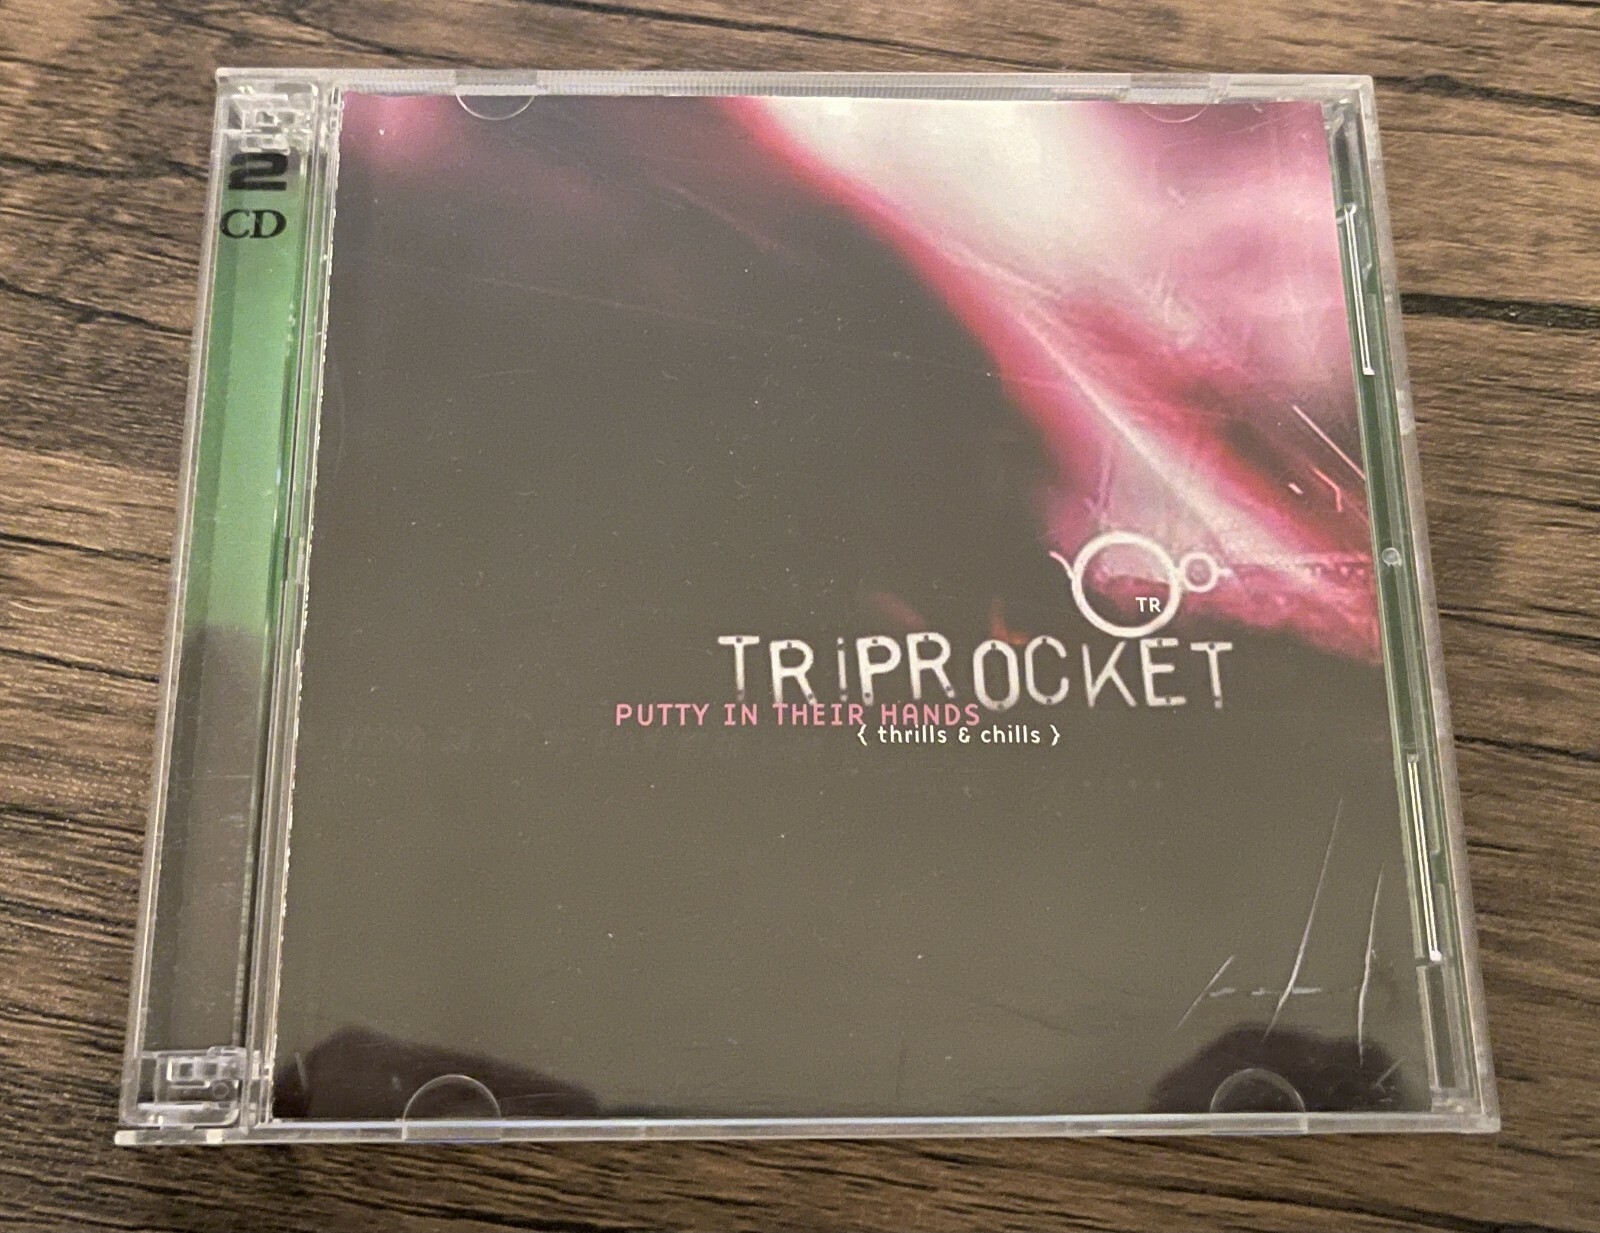 2
CD
TR
TRiPROCKET
PUTTY IN THEIR HANDS
{ thrills & chills }